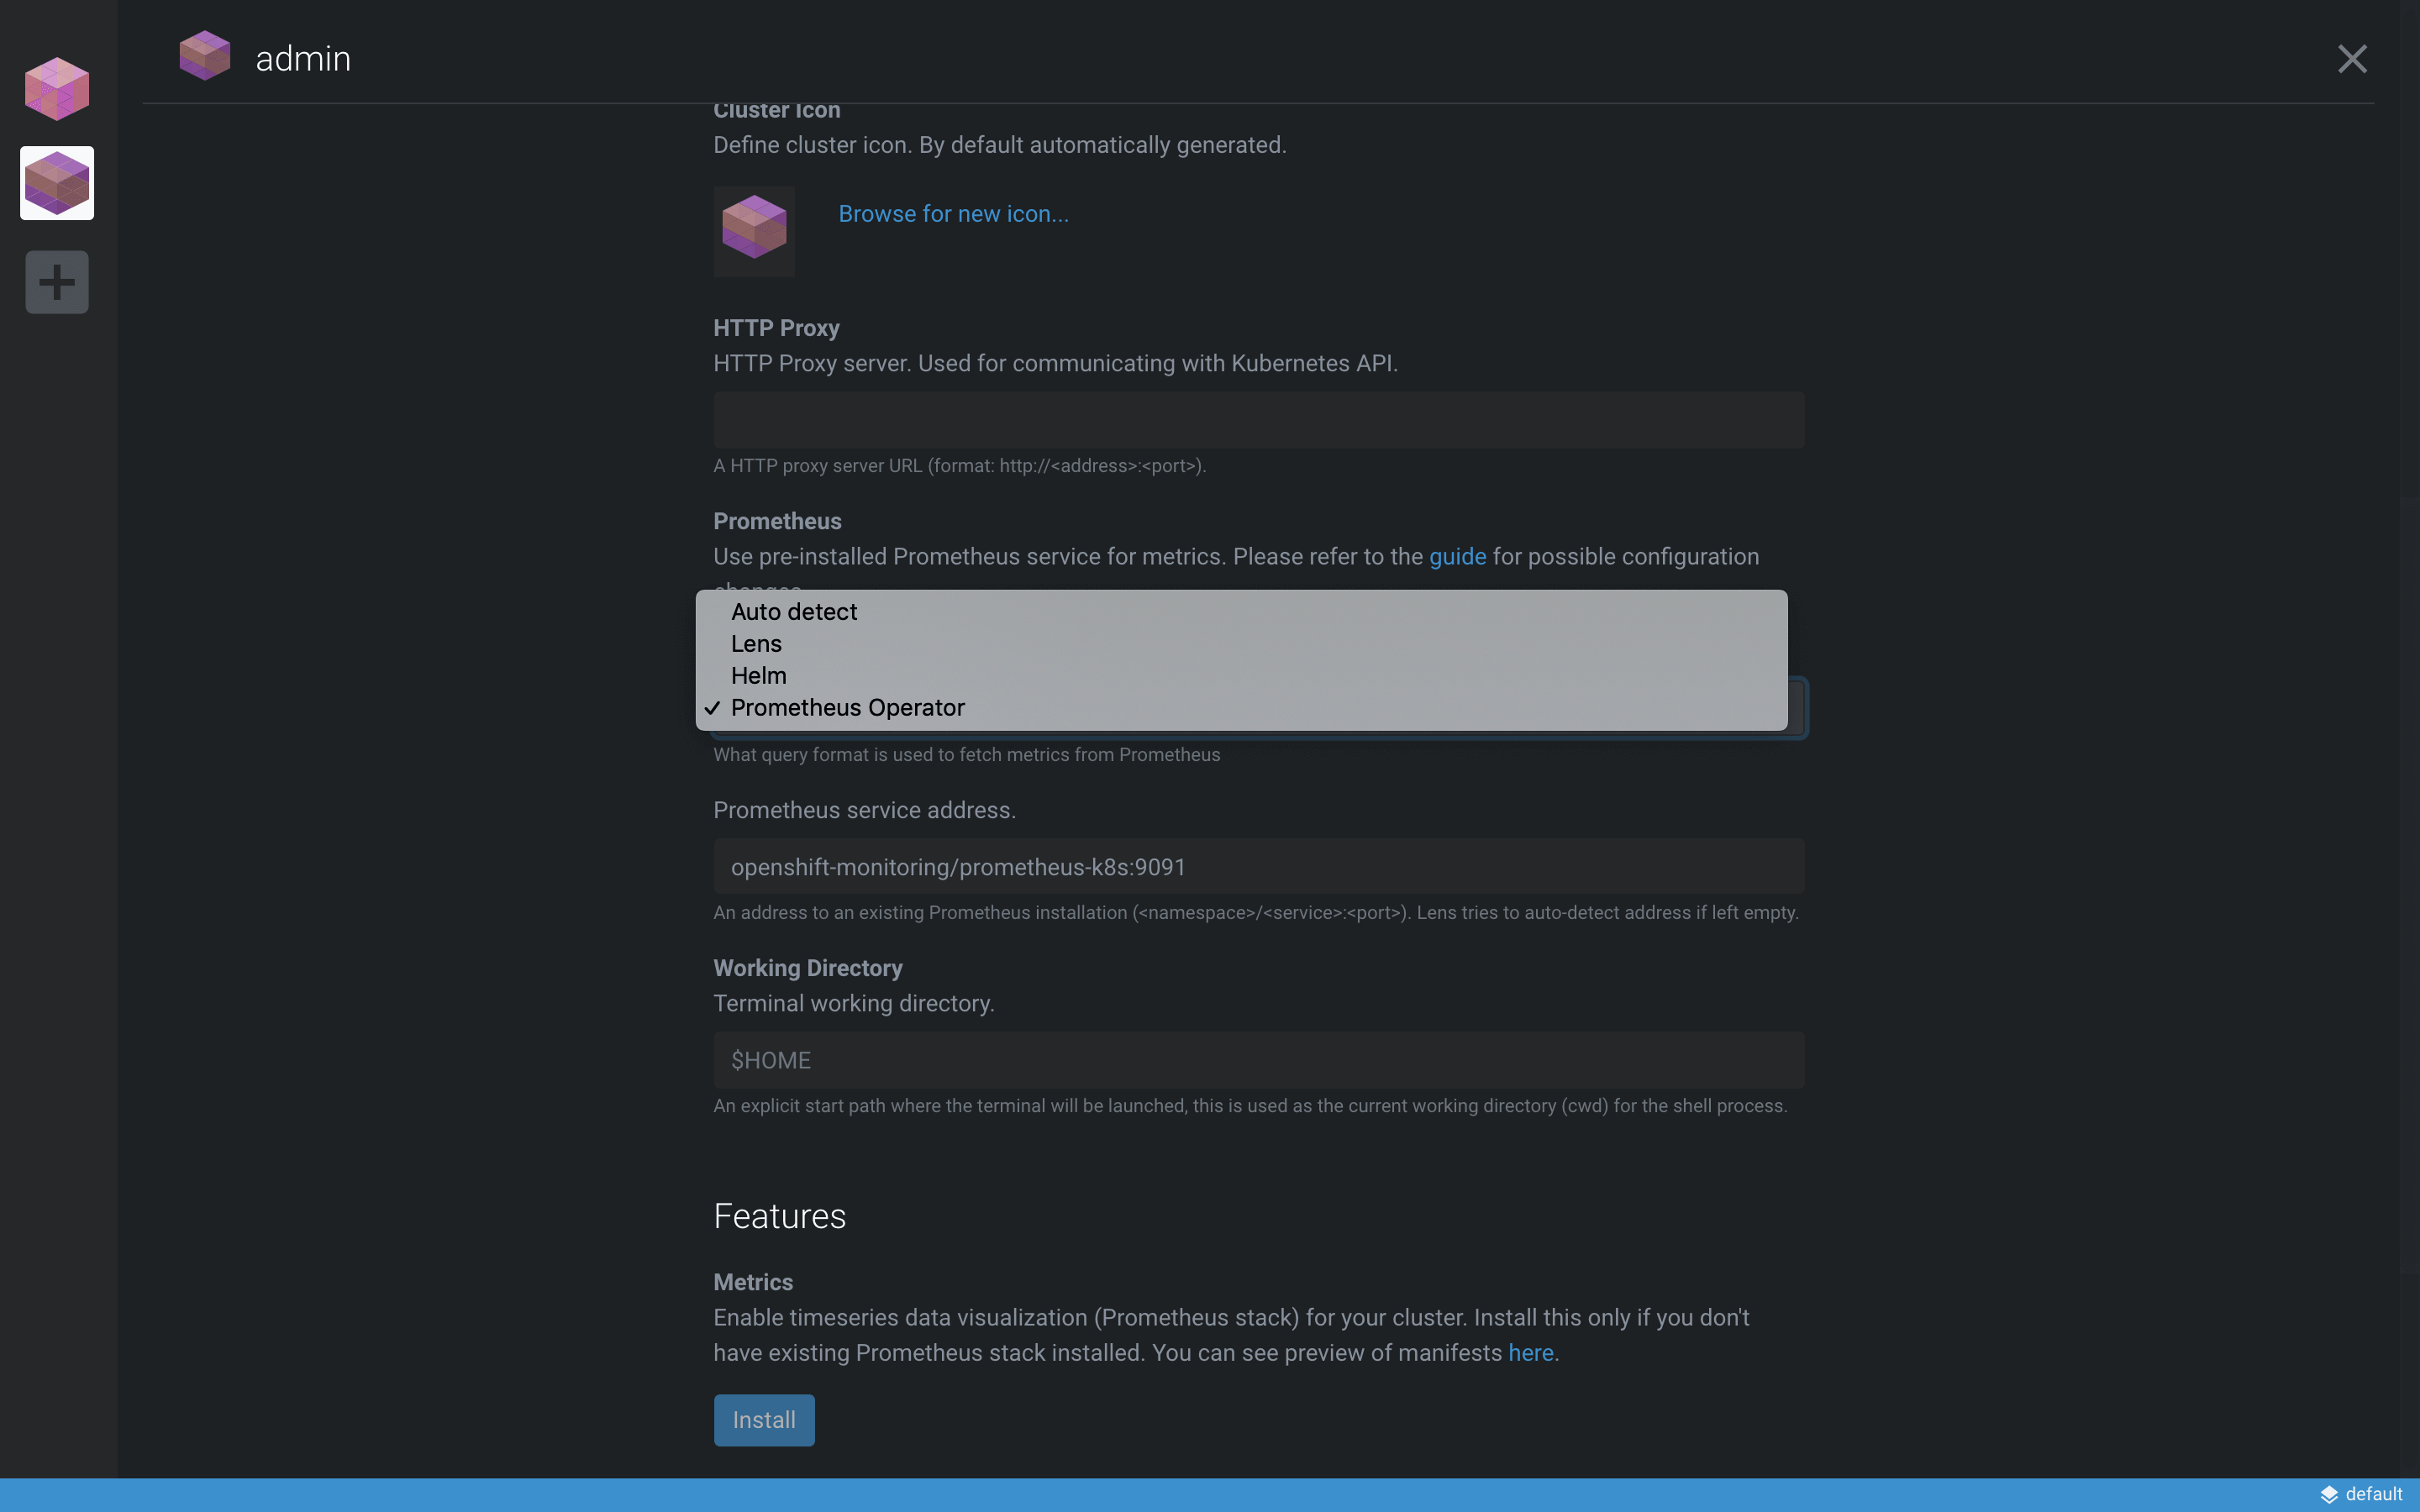 admin
Cluster Icon
Define cluster icon. By default automatically generated.
Browse for new icon...
HTTP Proxy
HTTP Proxy server. Used for communicating with Kubernetes API.
A HTTP proxy server URL (format: http://<address>:<port>).
Prometheus
Use pre-installed Prometheus service for metrics. Please refer to the guide for possible configuration
changes.
Auto detect
Lens
Helm
✓ Prometheus Operator
What query format is used to fetch metrics from Prometheus
Prometheus service address.
openshift-monitoring/prometheus-k8s:9091
An address to an existing Prometheus installation (<namespace>/<service>:<port>). Lens tries to auto-detect address if left empty.
Working Directory
Terminal working directory.
$HOME
An explicit start path where the terminal will be launched, this is used as the current working directory (cwd) for the shell process.
Features
Metrics
Enable timeseries data visualization (Prometheus stack) for your cluster. Install this only if you don't
have existing Prometheus stack installed. You can see preview of manifests here.
Install
default